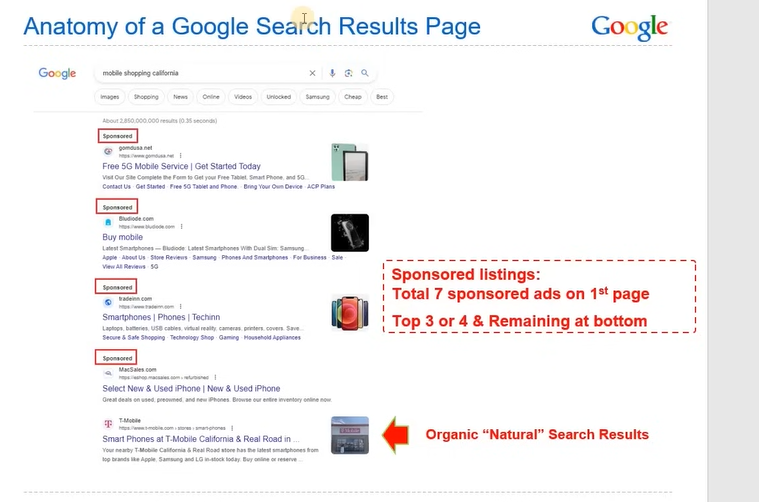 Anatomy of a Google Search Results Page
Google
Google
mobile shopping california
Images Shopping News Online Videos Unlocked Samsung Cheap Best
About 2,850,000,000 results (0.35 seconds)
Sponsored
gomdusa.net
https://www.gomdusa.net
Free 5G Mobile Service | Get Started Today
Visit Our Site Complete the Form to Get your Free Tablet, Smart Phone, and 5G...
Contact Us · Get Started · Free 5G Tablet and Phone. · Bring Your Own Device · ACP Plans
Sponsored
Bludiode.com
https://www.bludiode.com
Buy mobile
Latest Smartphones — Bludiode: Latest Smartphones With Dual Sim: Samsung...
Apple · About Us · Store Reviews · Samsung · Phones And Smartphones · For Business · Sale ·
View All Reviews · 5G
Sponsored
tradeinn.com
https://www.tradeinn.com
Smartphones | Phones | Techinn
Laptops, batteries, USB cables, virtual reality, cameras, printers, covers. Save...
Secure & Safe Shopping · Technology Shop · Gaming · Household Appliances
Sponsored
MacSales.com
https://eshop.macsales.com › refurbished
Select New & Used iPhone | New & Used iPhone
Great deals on used, preowned, and new iPhones. Browse our entire inventory online now.
T-Mobile
https://www.t-mobile.com › stores › smart-phones
Smart Phones at T-Mobile California & Real Road in ...
Your nearby T-Mobile California & Real Road store has the latest smartphones from
top brands like Apple, Samsung and LG in-stock today. Buy online or reserve ...
Sponsored listings:
Total 7 sponsored ads on 1st page
Top 3 or 4 & Remaining at bottom
Organic “Natural” Search Results